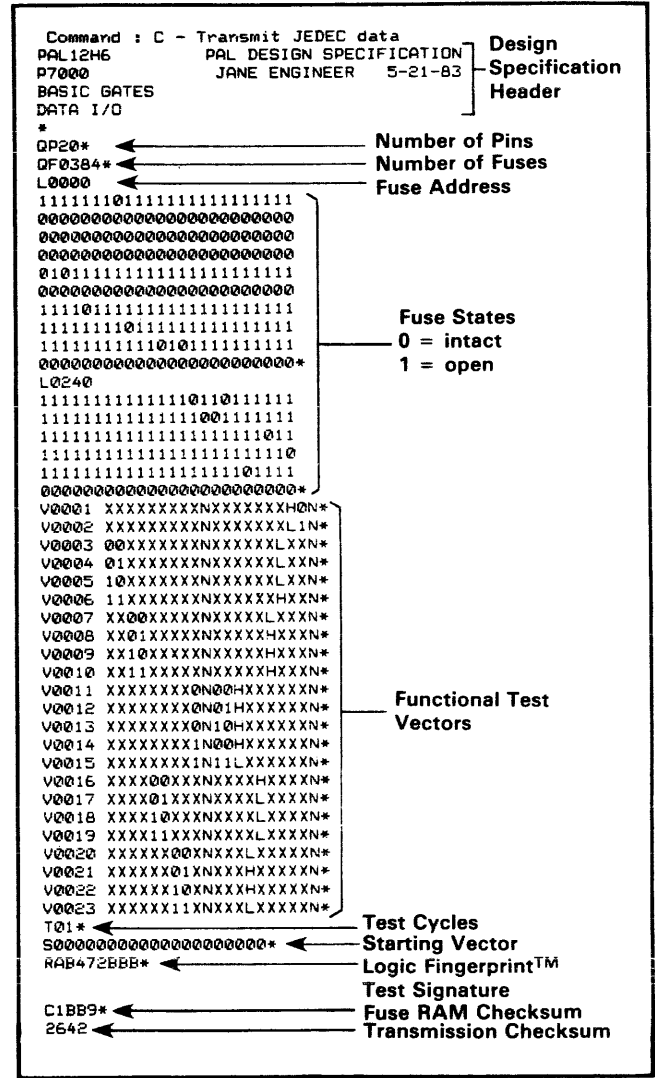 Command : C - Transmit JEDEC data
PAL12H6 PAL DESIGN SPECIFICATION
P7000 JANE ENGINEER 5-21-83
BASIC GATES
DATA I/O
*
Design
Specification
Header
QP20* Number of Pins
QF0384* Number of Fuses
L0000 Fuse Address
111111101111111111111111
000000000000000000000000
000000000000000000000000
000000000000000000000000
010111111111111111111111
000000000000000000000000
111101111111111111111111
111111110111111111111111
111111111110101111111111
000000000000000000000000*
L0240
111111111111110110111111
111111111111111001111111
111111111111111111111011
111111111111111111111110
111111111111111111101111
000000000000000000000000*
Fuse States
0 = intact
1 = open
V0001 XXXXXXXXXNXXXXXXXH0N*
V0002 XXXXXXXXXNXXXXXXXL1N*
V0003 00XXXXXXXNXXXXXXLXXN*
V0004 01XXXXXXXNXXXXXXLXXN*
V0005 10XXXXXXXNXXXXXXLXXN*
V0006 11XXXXXXXNXXXXXXHXXN*
V0007 XX00XXXXXNXXXXXLXXXN*
V0008 XX01XXXXXNXXXXXHXXXN*
V0009 XX10XXXXXNXXXXXHXXXN*
V0010 XX11XXXXXNXXXXXHXXXN*
V0011 XXXXXXXX0N00HXXXXXXN*
V0012 XXXXXXXX0N01HXXXXXXN*
V0013 XXXXXXXX0N10HXXXXXXN*
V0014 XXXXXXXX1N00HXXXXXXN*
V0015 XXXXXXXX1N11LXXXXXXN*
V0016 XXXX00XXXNXXXXHXXXXN*
V0017 XXXX01XXXNXXXXLXXXXN*
V0018 XXXX10XXXNXXXXLXXXXN*
V0019 XXXX11XXXNXXXXLXXXXN*
V0020 XXXXXX00XNXXXLXXXXXN*
V0021 XXXXXX01XNXXXHXXXXXN*
V0022 XXXXXX10XNXXXHXXXXXN*
V0023 XXXXXX11XNXXXLXXXXXN*
Functional Test
Vectors
T01* Test Cycles
S00000000000000000000* Starting Vector
RAB472BBB* Logic Fingerprint™
Test Signature
C1BB9* Fuse RAM Checksum
2642 Transmission Checksum